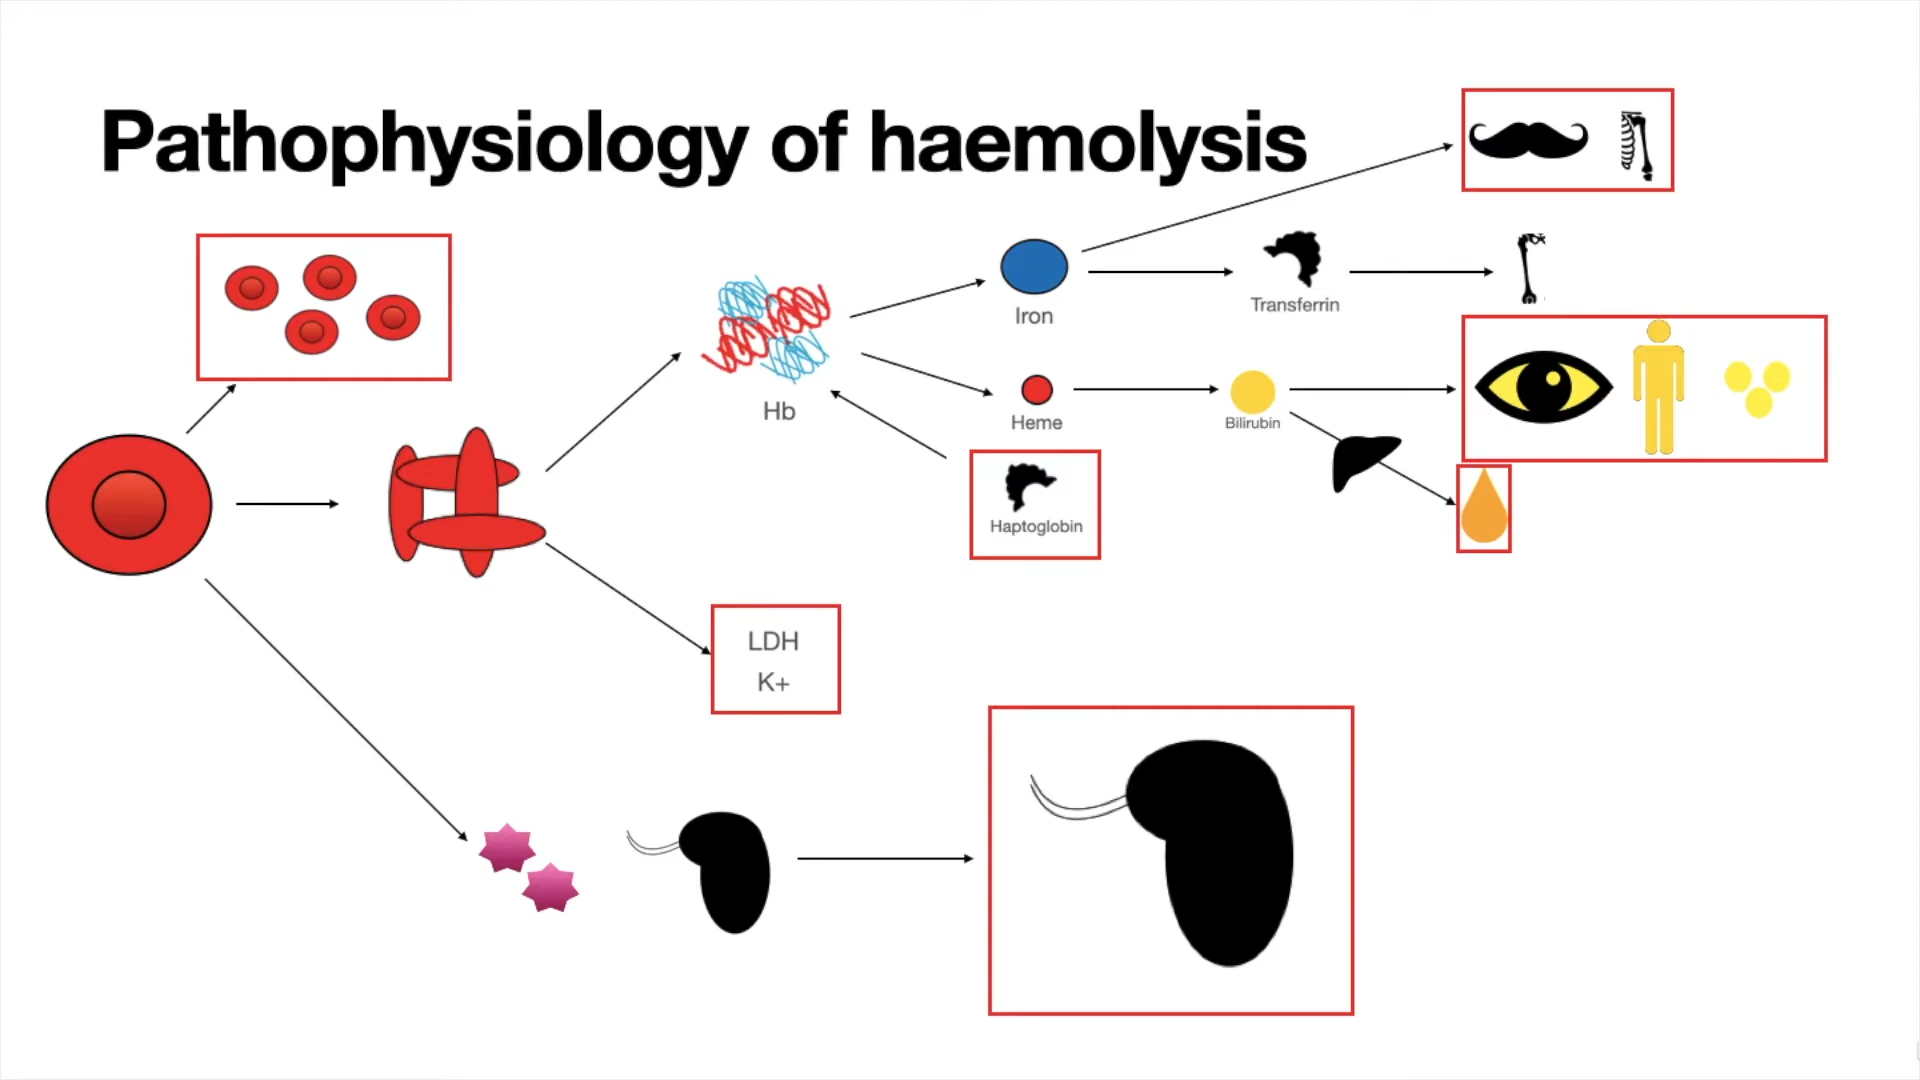 Pathophysiology of haemolysis
Iron
Transferrin
Hb
Heme
Bilirubin
Haptoglobin
LDH
K+